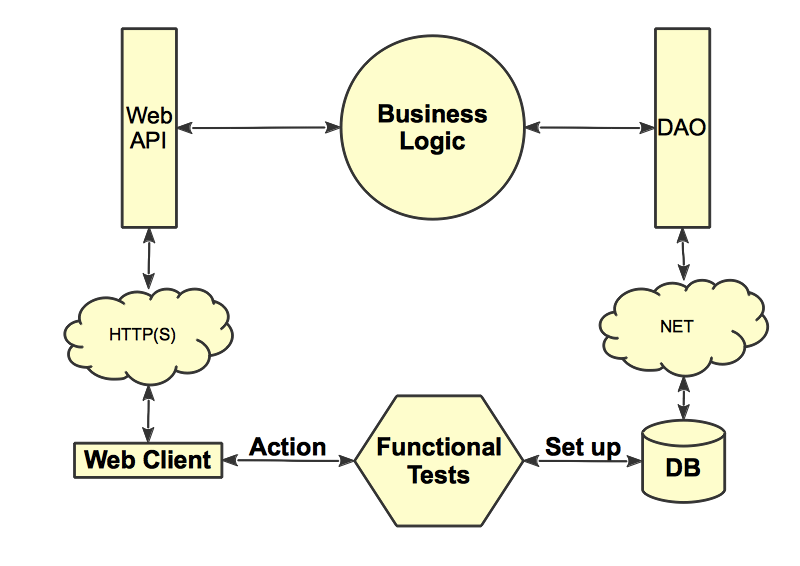 Web
API
Business
Logic
DAO
HTTP(S)
NET
Web Client
Action
Functional
Tests
Set up
DB